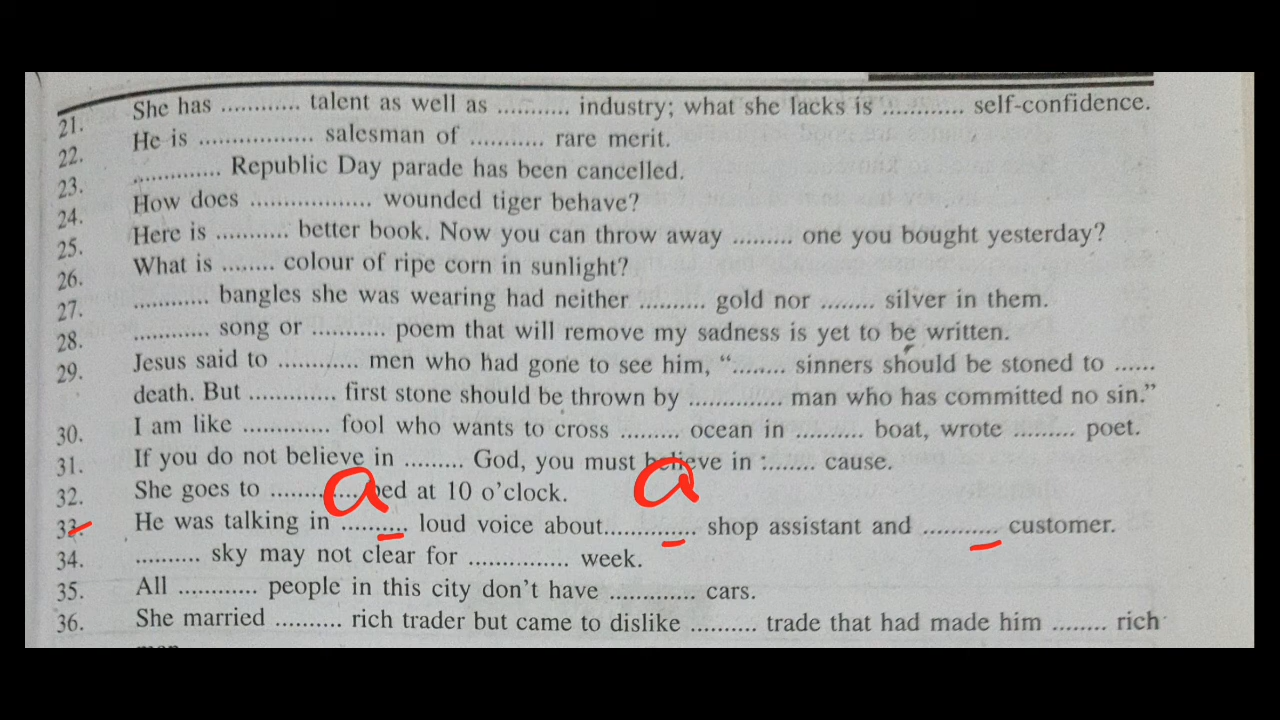 21. She has ............ talent as well as ........... industry; what she lacks is ............ self-confidence.
22. He is ................. salesman of ........... rare merit.
23. ............. Republic Day parade has been cancelled.
24. How does .................. wounded tiger behave?
25. Here is ........... better book. Now you can throw away ......... one you bought yesterday?
26. What is ........ colour of ripe corn in sunlight?
27. ........... bangles she was wearing had neither .......... gold nor ........ silver in them.
28. ........... song or ........... poem that will remove my sadness is yet to be written.
29. Jesus said to ............ men who had gone to see him, “........ sinners should be stoned to ......
death. But ............. first stone should be thrown by .............. man who has committed no sin.”
30. I am like ............. fool who wants to cross ......... ocean in .......... boat, wrote ......... poet.
31. If you do not believe in ......... God, you must believe in :....... cause.
32. She goes to ............. bed at 10 o’clock.
a a
33. He was talking in .......... loud voice about.............. shop assistant and ............ customer.
34. .......... sky may not clear for ............... week.
35. All ............ people in this city don’t have ............. cars.
36. She married .......... rich trader but came to dislike .......... trade that had made him ........ rich